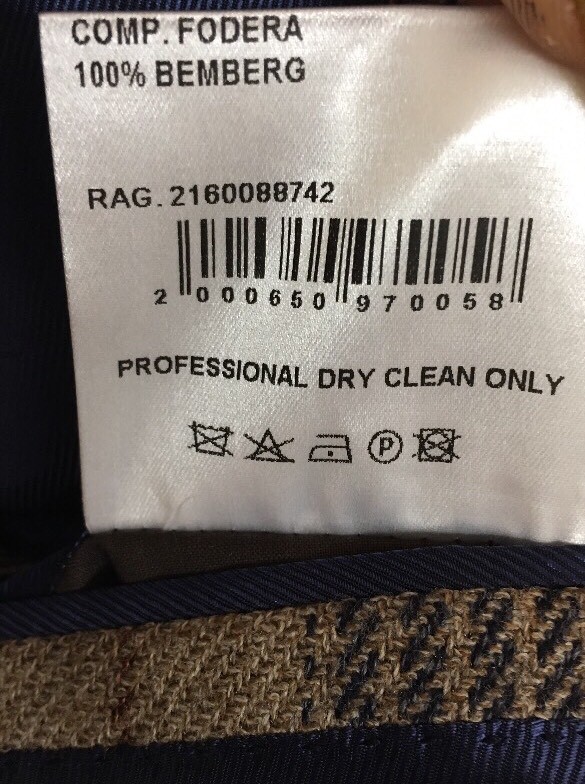 COMP. FODERA
100% BEMBERG
RAG. 2160088742
2 000650 970058
PROFESSIONAL DRY CLEAN ONLY
P